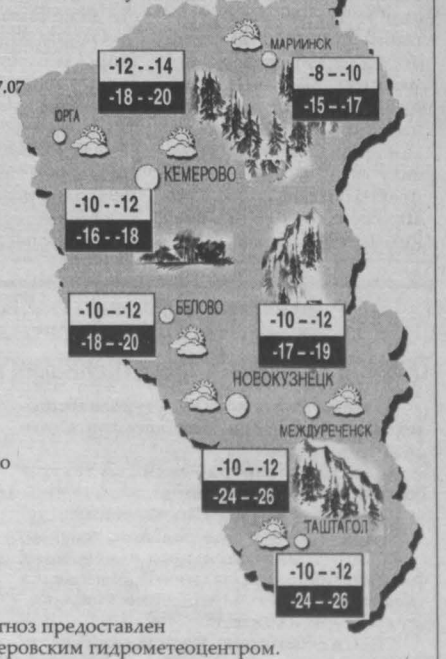 МАРИИНСК
-12 – -14
-18 – -20
-8 – -10
-15 – -17
7.07
ЮРГА
КЕМЕРОВО
-10 – -12
-16 – -18
-10 – -12
-18 – -20
БЕЛОВО
-10 – -12
-17 – -19
НОВОКУЗНЕЦК
МЕЖДУРЕЧЕНСК
-10 – -12
-24 – -26
о
ТАШТАГОЛ
-10 – -12
-24 – -26
гноз предоставлен
еровским гидрометеоцентром.